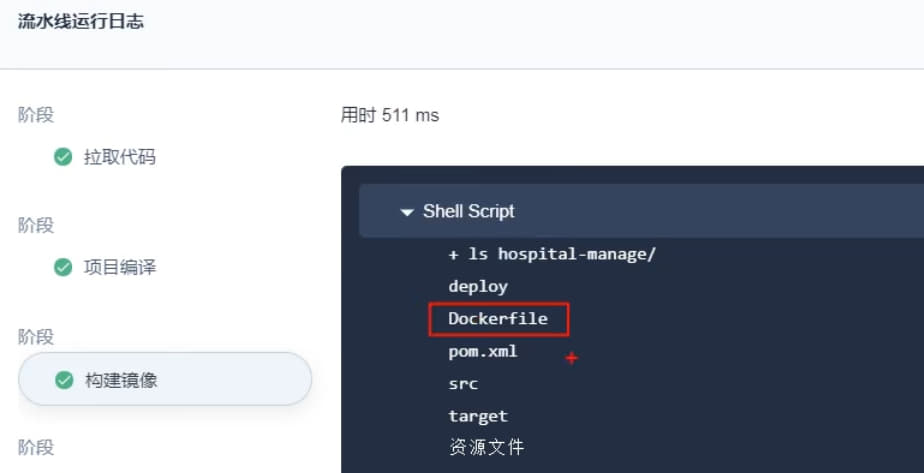 流水线运行日志
阶段
拉取代码
阶段
项目编译
阶段
构建镜像
阶段
用时 511 ms
Shell Script
+ ls hospital-manage/
deploy
Dockerfile
pom.xml
src
target
资源文件